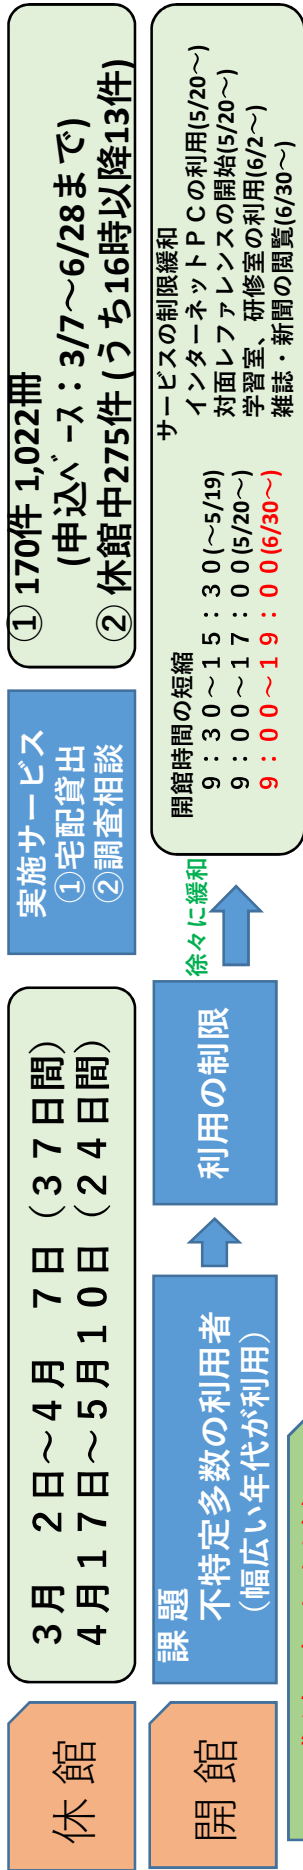 休館
３月　２日～４月　７日（３７日間）
４月１７日～５月１０日（２４日間）
実施サービス
①宅配貸出
②調査相談
① 170件 1,022冊
(申込ベース：3/7～6/28まで)
② 休館中275件 (うち16時以降13件)
開館
課題
不特定多数の利用者
（幅広い年代が利用）
利用の制限
徐々に緩和
開館時間の短縮
９：３０～１５：３０(～5/19)
９：００～１７：００(5/20～)
９：００～１９：００(6/30～)
サービスの制限緩和
インターネットＰＣの利用(5/20～)
対面レファレンスの開始(5/20～)
学習室、研修室の利用(6/2～)
雑誌・新聞の閲覧(6/30～)